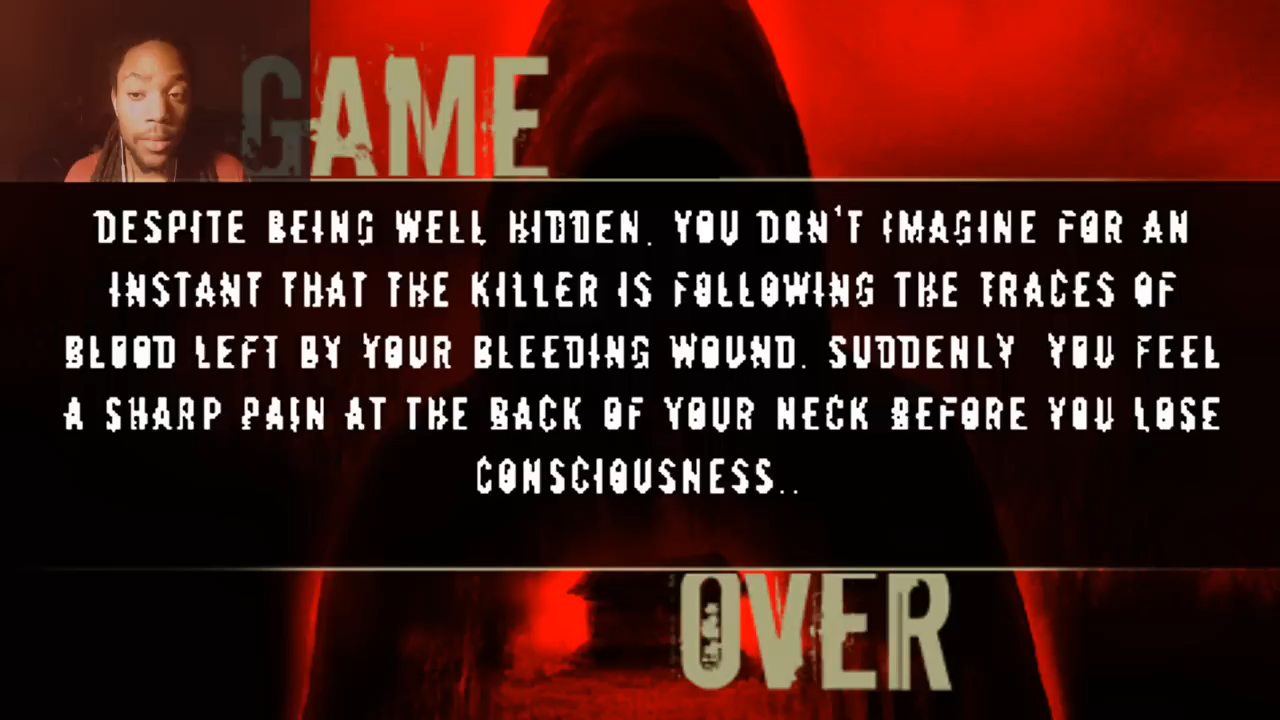 GAME
DESPITE BEING WELL HIDDEN. YOU DON'T IMAGINE FOR AN
INSTANT THAT THE KILLER IS FOLLOWING THE TRACES OF
BLOOD LEFT BY YOUR BLEEDING WOUND. SUDDENLY YOU FEEL
A SHARP PAIN AT THE BACK OF YOUR NECK BEFORE YOU LOSE
CONSCIOUSNESS..
OVER